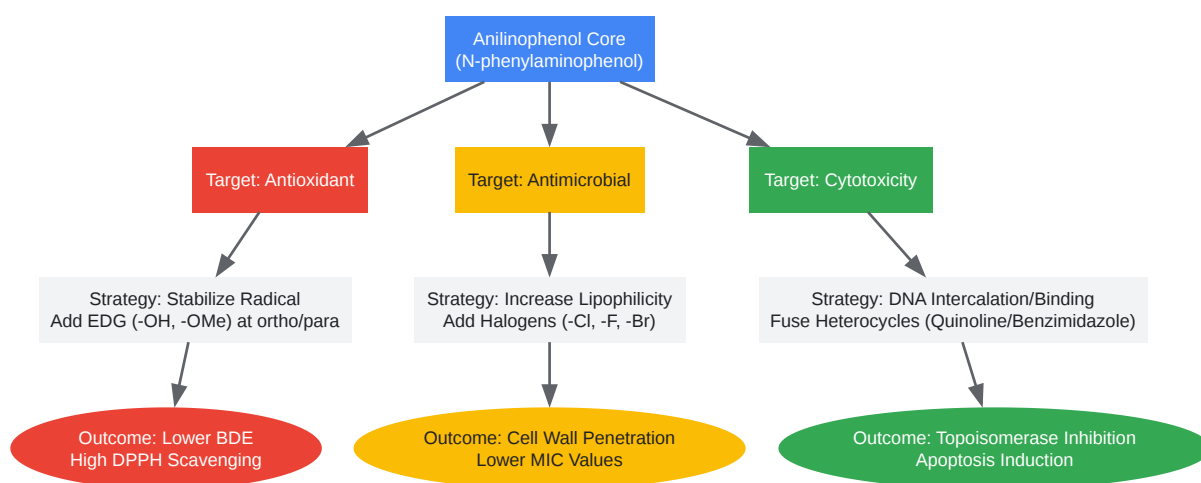 Anilinophenol Core
(N-phenylaminophenol)
Target: Antioxidant
Target: Antimicrobial
Target: Cytotoxicity
Strategy: Stabilize Radical
Add EDG (-OH, -OMe) at ortho/para
Strategy: Increase Lipophilicity
Add Halogens (-Cl, -F, -Br)
Strategy: DNA Intercalation/Binding
Fuse Heterocycles (Quinoline/Benzimidazole)
Outcome: Lower BDE
High DPPH Scavenging
Outcome: Cell Wall Penetration
Lower MIC Values
Outcome: Topoisomerase Inhibition
Apoptosis Induction